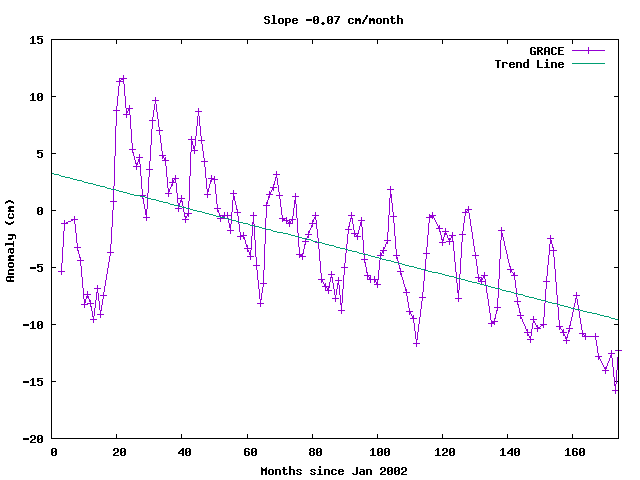 Slope -0.07 cm/month
GRACE
Trend Line
15
10
5
0
-5
-10
-15
-20
Anomaly (cm)
0 20 40 60 80 100 120 140 160
Months since Jan 2002